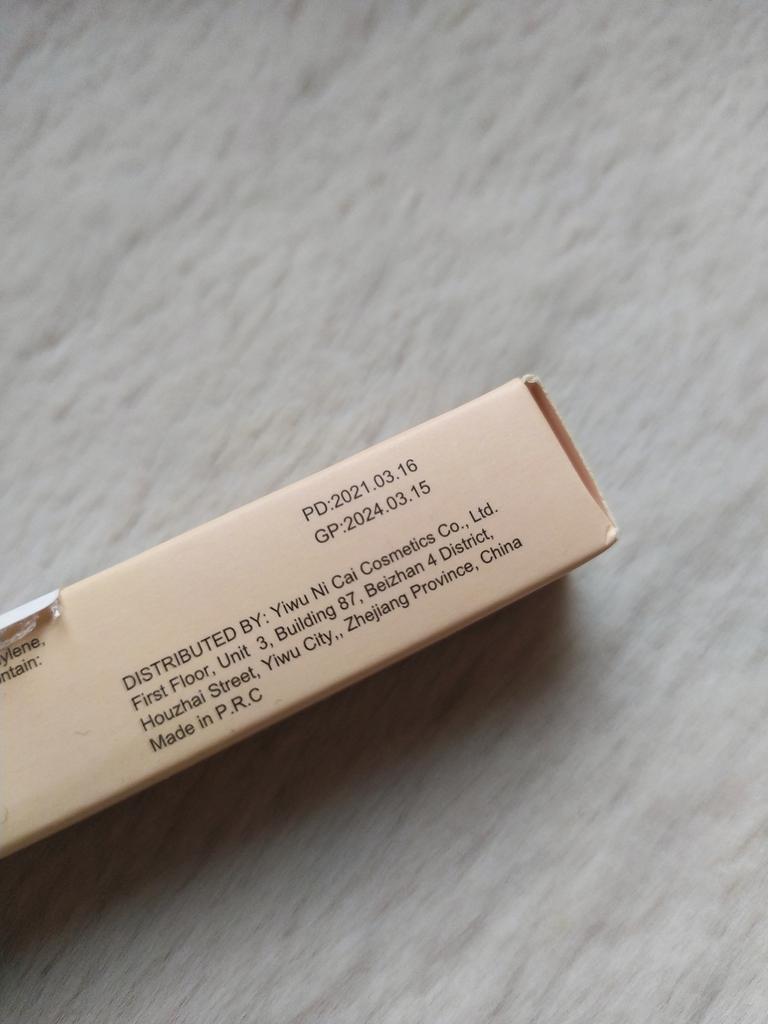 PD:2021.03.16
GP:2024.03.15
DISTRIBUTED BY: Yiwu Ni Cai Cosmetics Co., Ltd.
First Floor, Unit 3, Building 87, Beizhan 4 District,
Houzhai Street, Yiwu City,, Zhejiang Province, China
Made in P.R.C